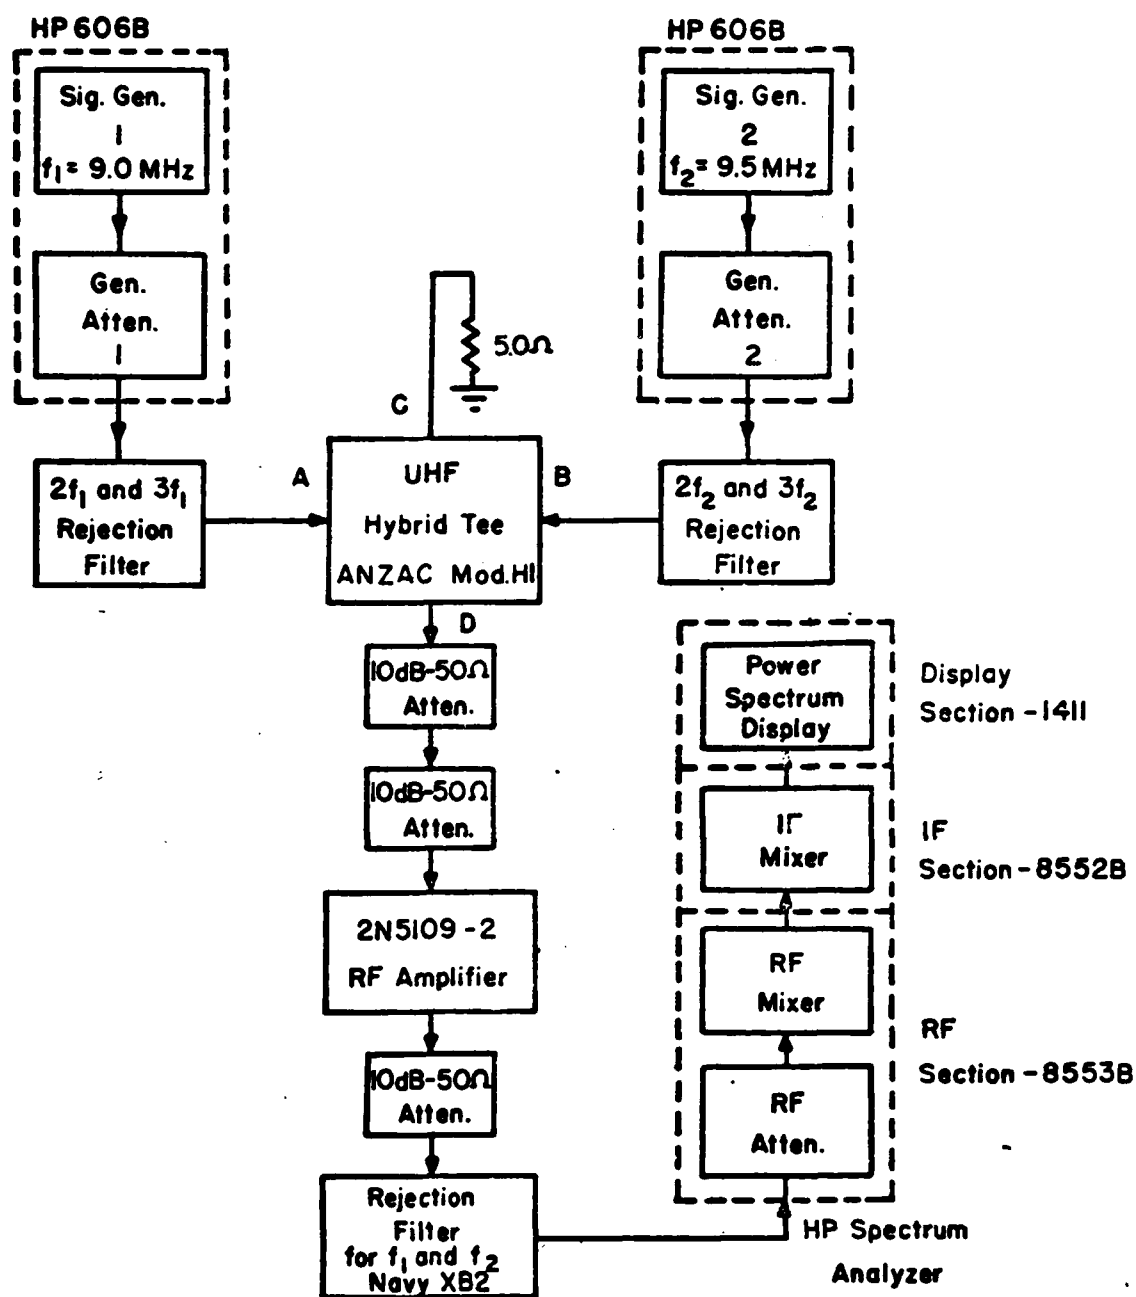 HP 606B
Sig. Gen.
1
f₁ = 9.0 MHz
Gen.
Atten.
1
2f₁ and 3f₁
Rejection
Filter
HP 606B
Sig. Gen.
2
f₂ = 9.5 MHz
Gen.
Atten.
2
2f₂ and 3f₂
Rejection
Filter
5.0Ω
C
A
B
UHF
Hybrid Tee
ANZAC Mod. H1
D
10dB-50Ω
Atten.
10dB-50Ω
Atten.
2N5109-2
RF Amplifier
10dB-50Ω
Atten.
Rejection
Filter
for f₁ and f₂
Navy XB2
Power
Spectrum
Display
Display
Section -1411
IF
Mixer
IF
Section -8552B
RF
Mixer
RF
Atten.
RF
Section -8553B
HP Spectrum
Analyzer